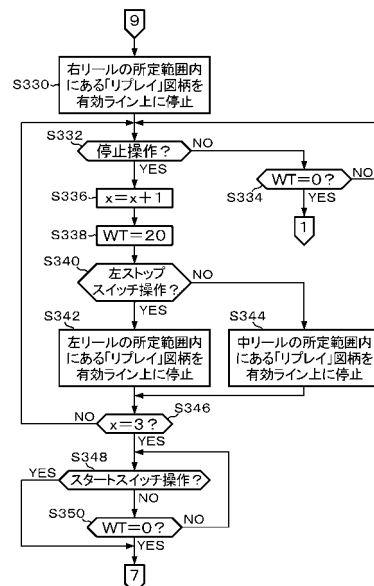 9
S330
右リールの所定範囲内
にある「リプレイ」図柄を
有効ライン上に停止
S332
停止操作？
NO
YES
S334
WT=0？
NO
YES
1
S336
x=x+1
S338
WT=20
S340
左ストップ
スイッチ操作？
NO
YES
S342
左リールの所定範囲内
にある「リプレイ」図柄を
有効ライン上に停止
S344
中リールの所定範囲内
にある「リプレイ」図柄を
有効ライン上に停止
S346
x=3？
NO
YES
S348
スタートスイッチ操作？
YES
NO
S350
WT=0？
NO
YES
7